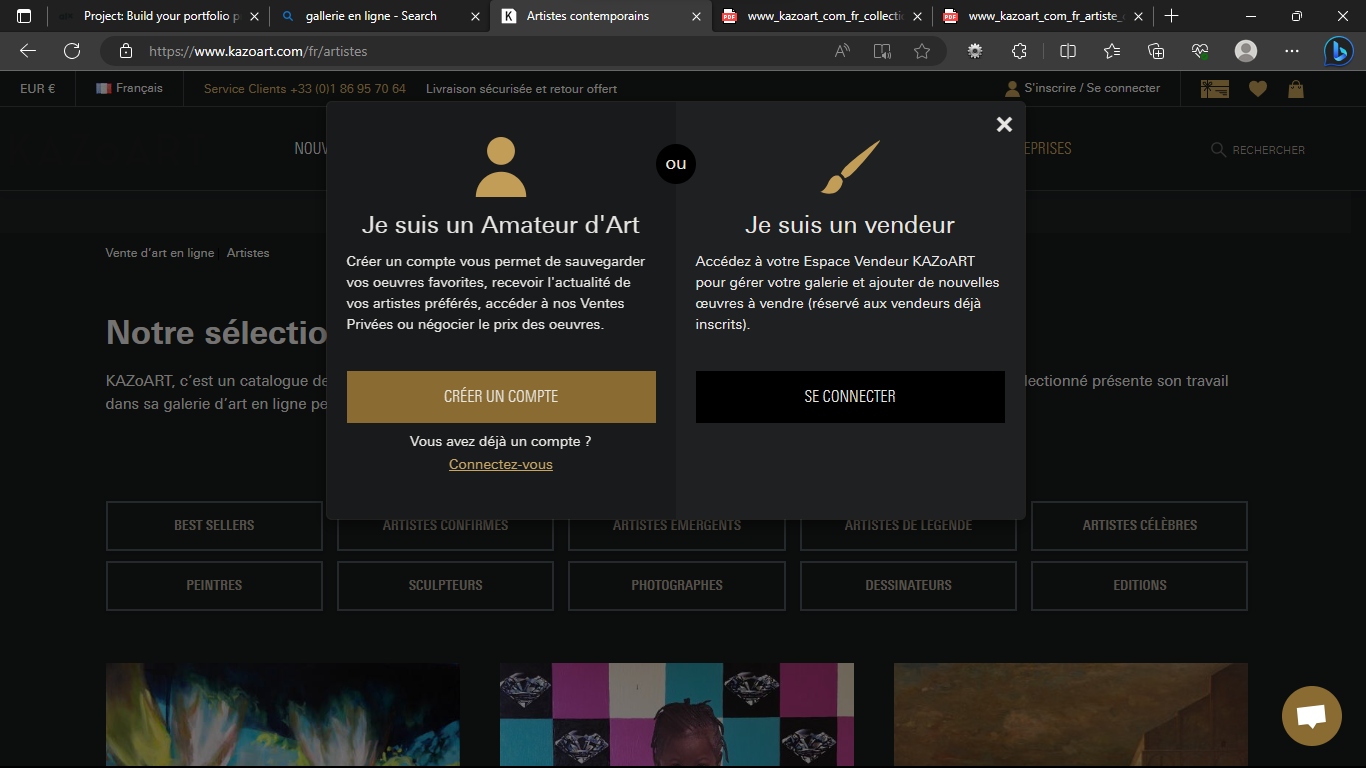 Project: Build your portfolio p
gallerie en ligne - Search
Artistes contemporains
www_kazoart_com_fr_collecti
www_kazoart_com_fr_artiste_
https://www.kazoart.com/fr/artistes
EUR €
Français
Service Clients +33 (0)1 86 95 70 64
Livraison sécurisée et retour offert
S'inscrire / Se connecter
NOUV
EPRISES
RECHERCHER
Vente d'art en ligne
Artistes
ou
Je suis un Amateur d'Art
Créer un compte vous permet de sauvegarder
vos oeuvres favorites, recevoir l'actualité de
vos artistes préférés, accéder à nos Ventes
Privées ou négocier le prix des oeuvres.
CRÉER UN COMPTE
Vous avez déjà un compte ?
Connectez-vous
Je suis un vendeur
Accédez à votre Espace Vendeur KAZoART
pour gérer votre galerie et ajouter de nouvelles
œuvres à vendre (réservé aux vendeurs déjà
inscrits).
SE CONNECTER
Notre sélectio
KAZoART, c'est un catalogue de
lectionné présente son travail
dans sa galerie d'art en ligne pe
BEST SELLERS
ARTISTES CONFIRMÉS
ARTISTES ÉMERGENTS
ARTISTES DE LÉGENDE
ARTISTES CÉLÈBRES
PEINTRES
SCULPTEURS
PHOTOGRAPHES
DESSINATEURS
EDITIONS